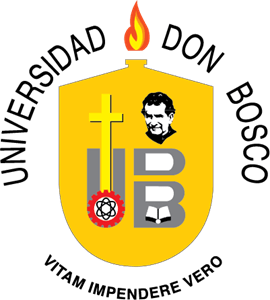 UNIVERSIDAD DON BOSCO
UDB
VITAM IMPENDERE VERO